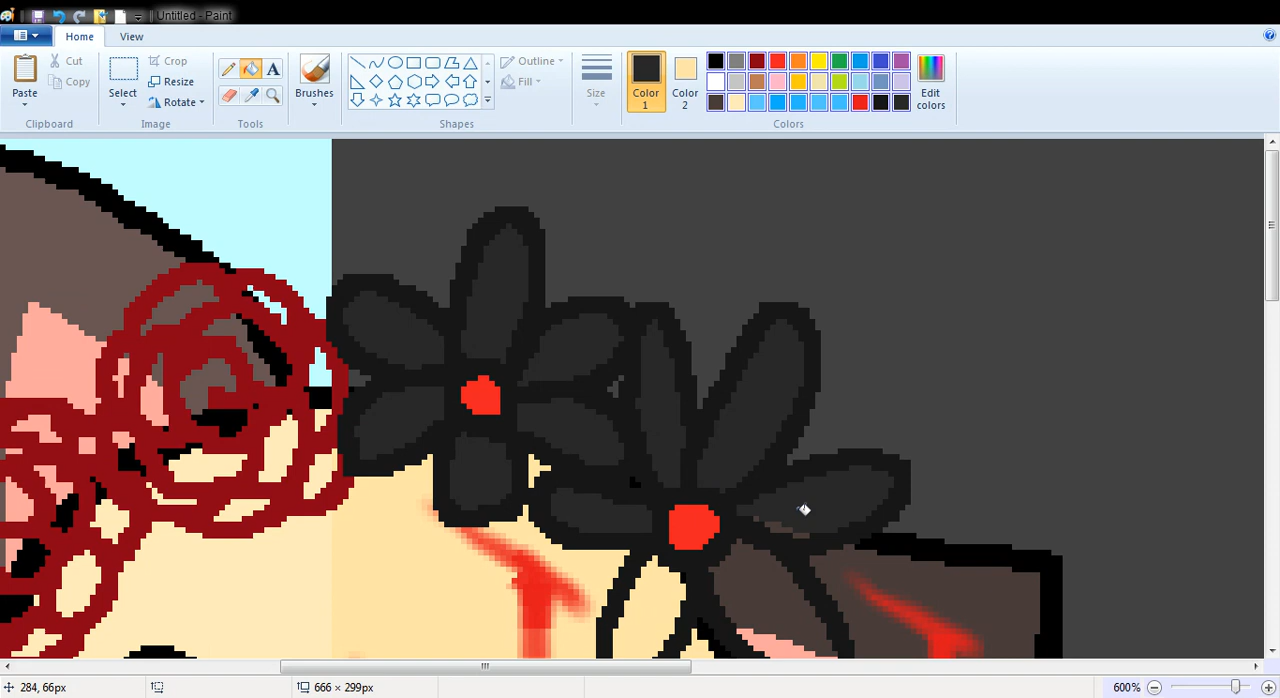 Untitled - Paint
Home View
Paste
Cut
Copy
Clipboard
Select
Crop
Resize
Rotate
Image
A
Tools
Brushes
Outline
Fill
Shapes
Size
Color 1
Color 2
Edit colors
Colors
284, 66px
666 × 299px
600%